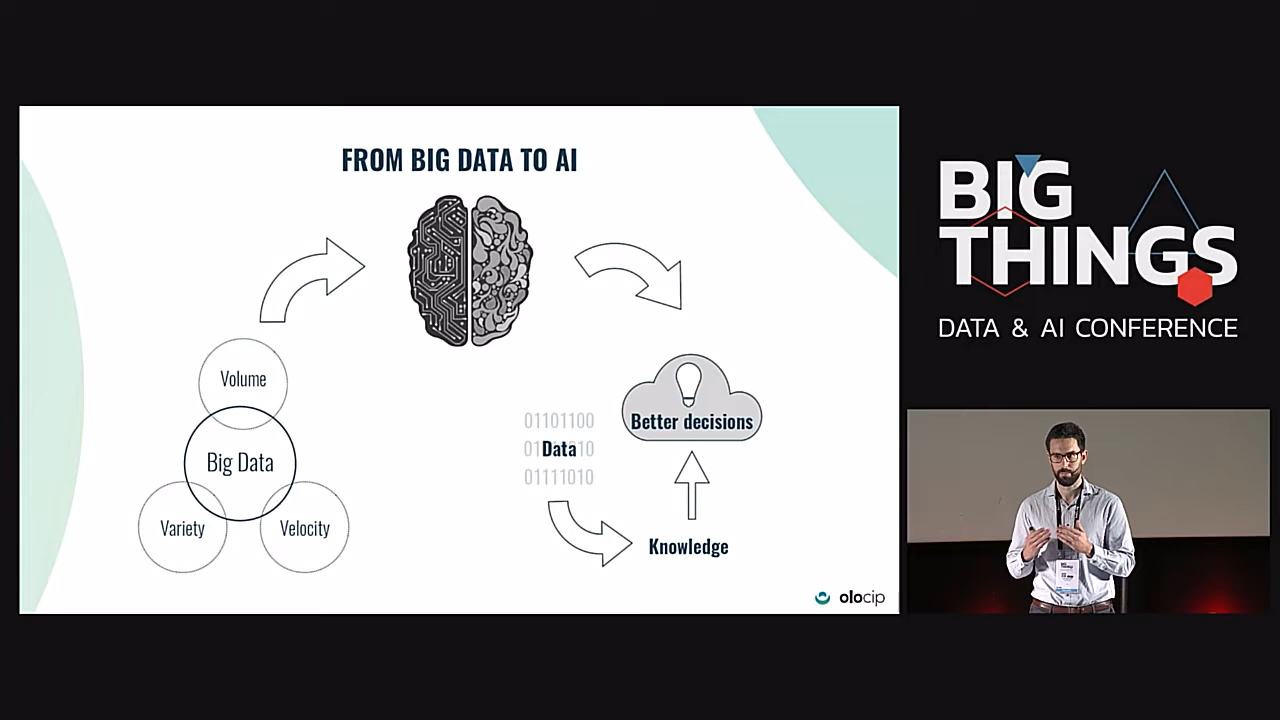 FROM BIG DATA TO AI
Volume
Big Data
Variety
Velocity
01101100
Data
01111010
Better decisions
Knowledge
olocip
BIG
THINGS
DATA & AI CONFERENCE